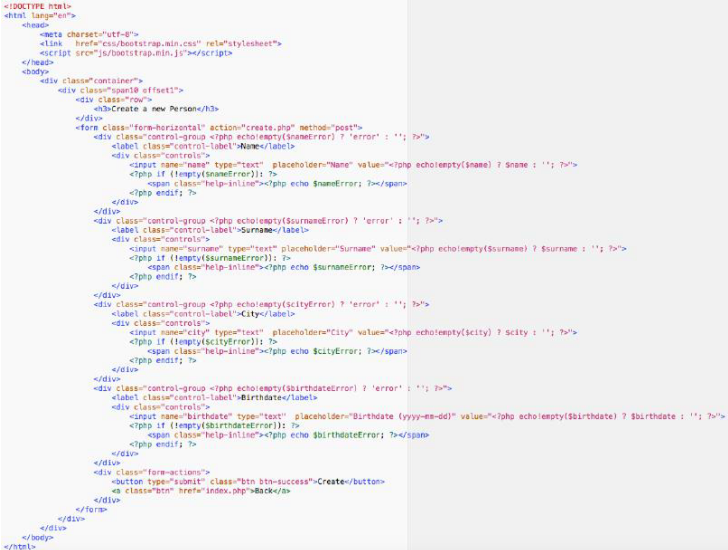 <!DOCTYPE html>
<html lang="en">
<head>
<meta charset="utf-8">
<link   href="css/bootstrap.min.css" rel="stylesheet">
<script src="js/bootstrap.min.js"></script>
</head>
<body>
<div class="container">
<div class="span10 offset1">
<div class="row">
<h3>Create a new Person</h3>
</div>
<form class="form-horizontal" action="create.php" method="post">
<div class="control-group <?php echo!empty($nameError) ? 'error' : ''; ?>">
<label class="control-label">Name</label>
<div class="controls">
<input name="name" type="text"  placeholder="Name" value="<?php echo!empty($name) ? $name : ''; ?>">
<?php if (!empty($nameError)): ?>
<span class="help-inline"><?php echo $nameError; ?></span>
<?php endif; ?>
</div>
</div>
<div class="control-group <?php echo!empty($surnameError) ? 'error' : ''; ?>">
<label class="control-label">Surname</label>
<div class="controls">
<input name="surname" type="text" placeholder="Surname" value="<?php echo!empty($surname) ? $surname : ''; ?>">
<?php if (!empty($surnameError)): ?>
<span class="help-inline"><?php echo $surnameError; ?></span>
<?php endif; ?>
</div>
</div>
<div class="control-group <?php echo!empty($cityError) ? 'error' : ''; ?>">
<label class="control-label">City</label>
<div class="controls">
<input name="city" type="text"  placeholder="City" value="<?php echo!empty($city) ? $city : ''; ?>">
<?php if (!empty($cityError)): ?>
<span class="help-inline"><?php echo $cityError; ?></span>
<?php endif; ?>
</div>
</div>
<div class="control-group <?php echo!empty($birthdateError) ? 'error' : ''; ?>">
<label class="control-label">Birthdate</label>
<div class="controls">
<input name="birthdate" type="text"  placeholder="Birthdate (yyyy-mm-dd)" value="<?php echo!empty($birthdate) ? $birthdate : ''; ?>">
<?php if (!empty($birthdateError)): ?>
<span class="help-inline"><?php echo $birthdateError; ?></span>
<?php endif; ?>
</div>
</div>
<div class="form-actions">
<button type="submit" class="btn btn-success">Create</button>
<a class="btn" href="index.php">Back</a>
</div>
</form>
</div>
</div>
</body>
</html>